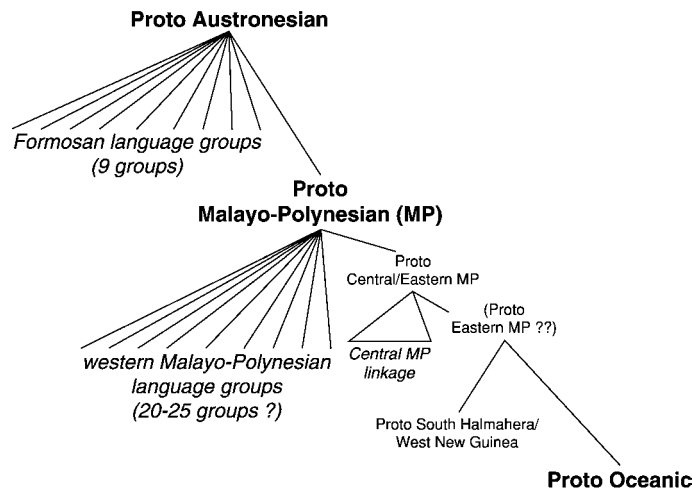 Proto Austronesian
Formosan language groups
(9 groups)
Proto
Malayo-Polynesian (MP)
Proto
Central/Eastern MP
(Proto
Eastern MP ??)
western Malayo-Polynesian
language groups
(20-25 groups ?)
Central MP
linkage
Proto South Halmahera/
West New Guinea
Proto Oceanic